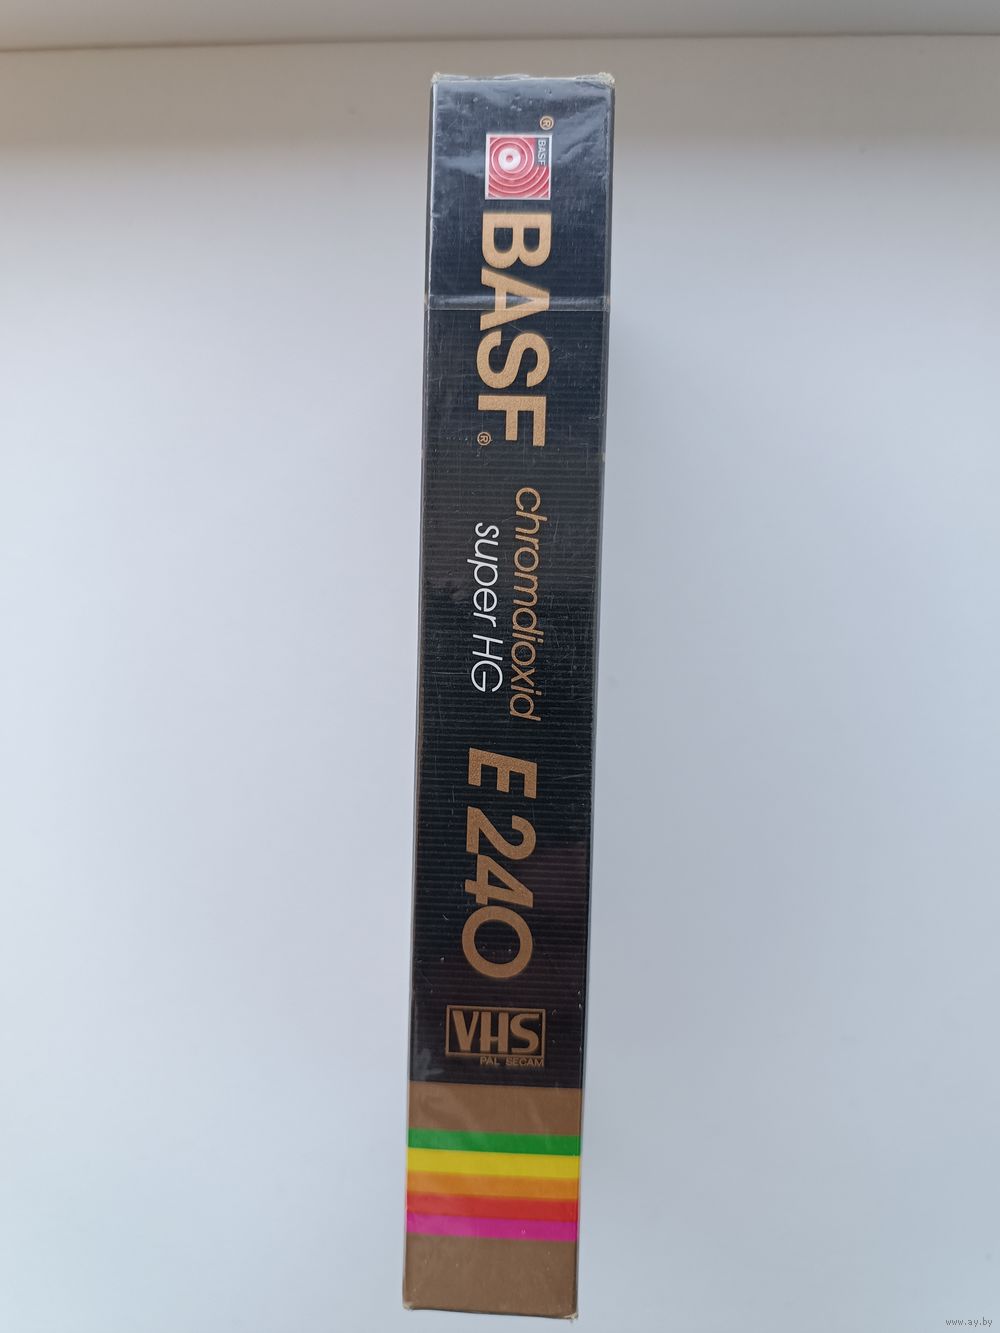 ®
BASF
BASF®
chromdioxid
super HG
E 240
VHS
PAL SECAM
www.ay.by